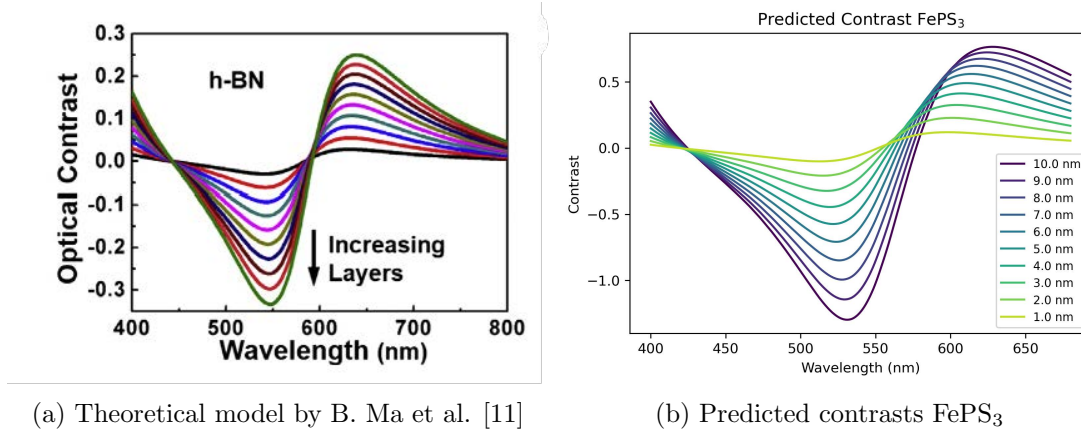 0.3
0.2
0.1
0.0
-0.1
-0.2
-0.3
400
500
600
700
800
Optical Contrast
h-BN
Increasing
Layers
Wavelength (nm)
Predicted Contrast FePS₃
0.5
0.0
−0.5
−1.0
400
450
500
550
600
650
Contrast
Wavelength (nm)
10.0 nm
9.0 nm
8.0 nm
7.0 nm
6.0 nm
5.0 nm
4.0 nm
3.0 nm
2.0 nm
1.0 nm
(a) Theoretical model by B. Ma et al. [11]
(b) Predicted contrasts FePS₃